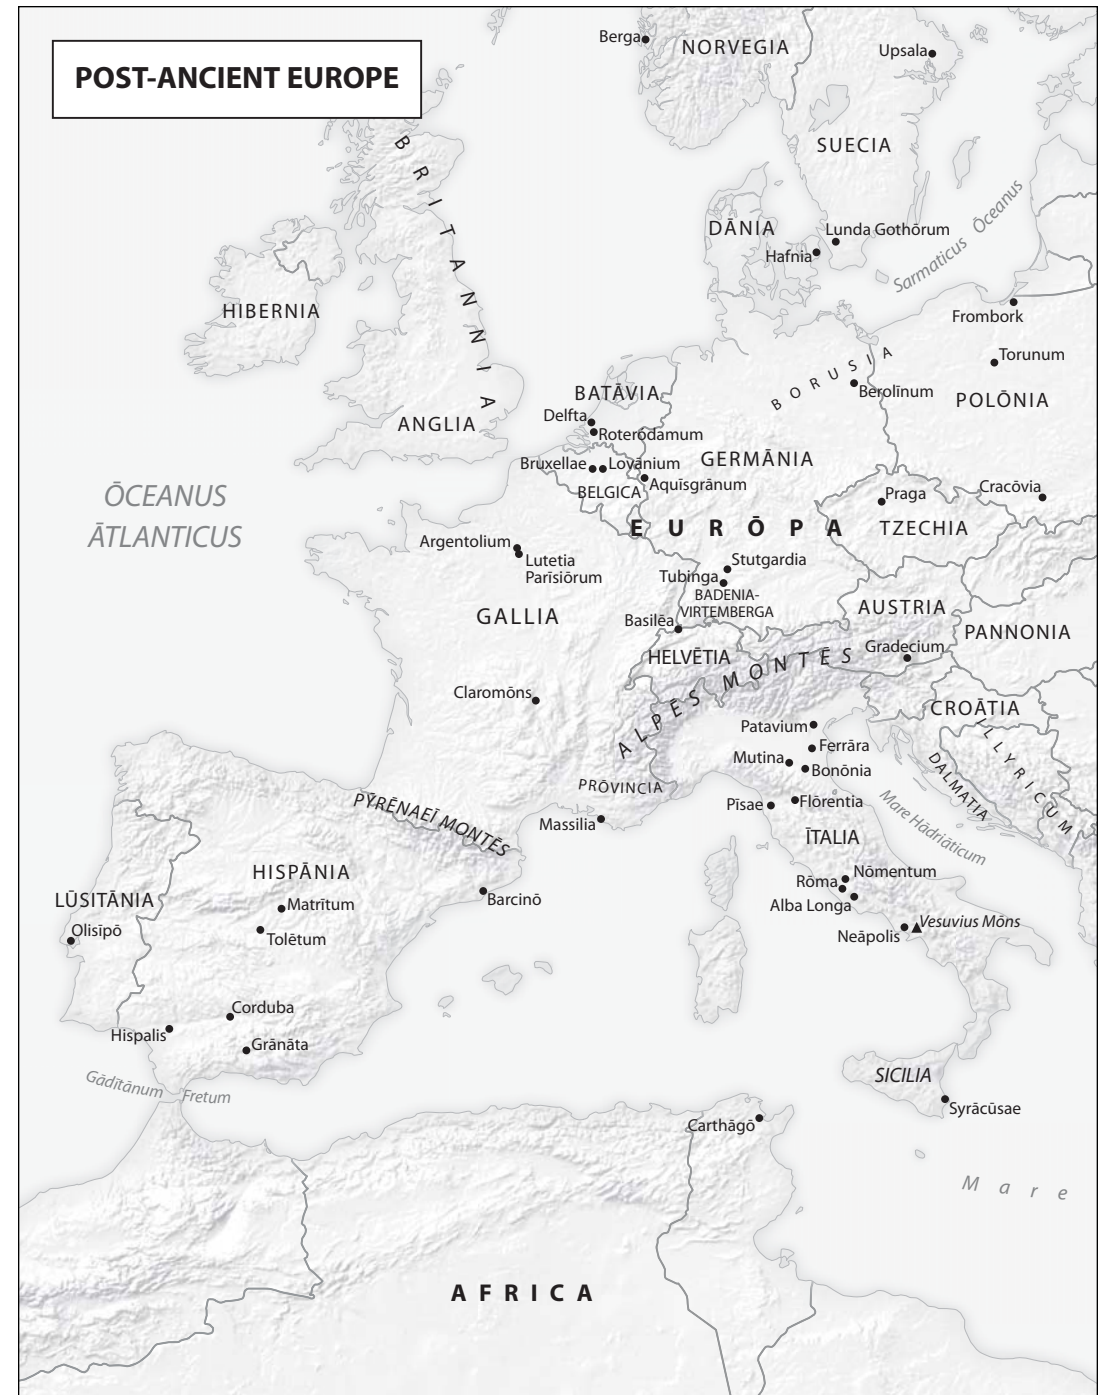 POST-ANCIENT EUROPE
Berga
NORVEGIA
Upsala
SUECIA
BRITANNIA
DĀNIA
Lunda Gothōrum
Hafnia
Sarmaticus Ōceanus
HIBERNIA
Frombork
Torunum
BORUSIA
Berolīnum
POLŌNIA
BATĀVIA
Delfta
Roterōdamum
ANGLIA
Bruxellae
Lovānium
GERMĀNIA
Aquīsgrānum
BELGICA
Praga
Cracōvia
ŌCEANUS
ĀTLANTICUS
EURŌPA
TZECHIA
Argentolium
Lutetia
Parīsiōrum
Stutgardia
Tubinga
BADENIA-
VIRTEMBERGA
GALLIA
Basilēa
AUSTRIA
PANNONIA
HELVĒTIA
Gradecium
ALPĒS MONTĒS
Claromōns
CROĀTIA
Patavium
Ferrāra
Mutina
Bonōnia
ILLYRICUM
DALMATIA
PRŌVINCIA
Pīsae
Flōrentia
Mare Hādriāticum
PȲRĒNAEĪ MONTĒS
Massilia
ĪTALIA
HISPĀNIA
Nōmentum
Rōma
Alba Longa
LŪSITĀNIA
Matrītum
Barcinō
Olisīpō
Tolētum
Neāpolis
Vesuvius Mōns
Corduba
Hispalis
Grānāta
Gādītānum Fretum
SICILIA
Syrācūsae
Carthāgō
Mare
AFRICA